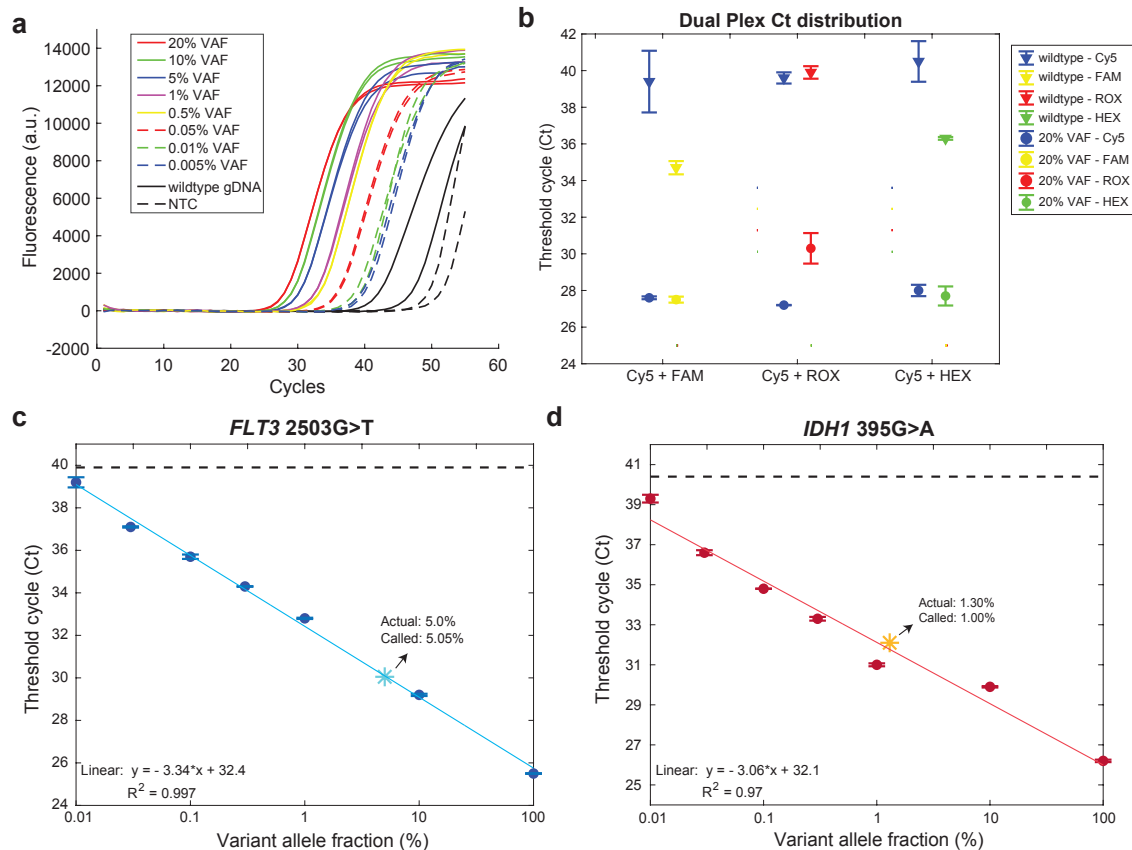 a
14000
12000
10000
8000
6000
4000
2000
0
-2000
Fluorescence (a.u.)
0
10
20
30
40
50
60
Cycles
20% VAF
10% VAF
5% VAF
1% VAF
0.5% VAF
0.05% VAF
0.01% VAF
0.005% VAF
wildtype gDNA
NTC
b
Dual Plex Ct distribution
42
39
36
33
30
27
24
Threshold cycle (Ct)
Cy5 + FAM
Cy5 + ROX
Cy5 + HEX
wildtype - Cy5
wildtype - FAM
wildtype - ROX
wildtype - HEX
20% VAF - Cy5
20% VAF - FAM
20% VAF - ROX
20% VAF - HEX
c
FLT3 2503G>T
40
38
36
34
32
30
28
26
24
Threshold cycle (Ct)
Actual: 5.0%
Called: 5.05%
Linear: y = - 3.34*x + 32.4
R² = 0.997
0.01
0.1
1
10
100
Variant allele fraction (%)
d
IDH1 395G>A
41
39
37
35
33
31
29
27
25
23
Threshold cycle (Ct)
Actual: 1.30%
Called: 1.00%
Linear: y = - 3.06*x + 32.1
R² = 0.97
0.01
0.1
1
10
100
Variant allele fraction (%)